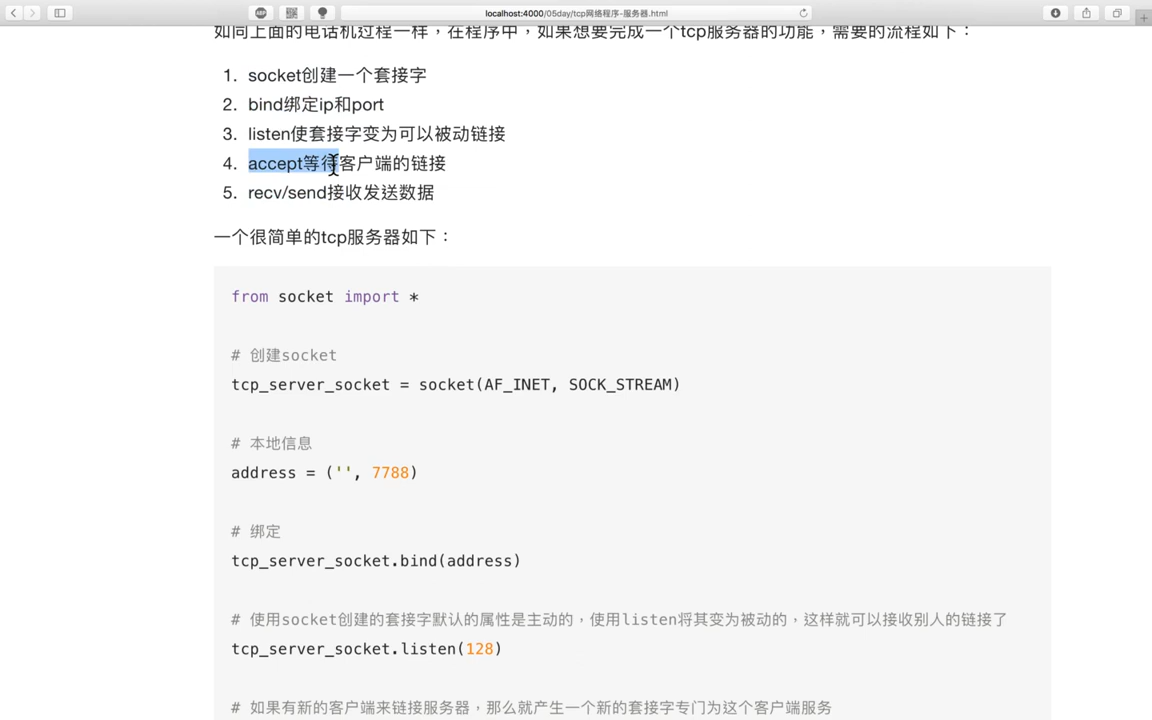 localhost:4000/05day/tcp网络程序-服务器.html
如同上面的电话机过程一样，在程序中，如果想要完成一个tcp服务器的功能，需要的流程如下：
1. socket创建一个套接字
2. bind绑定ip和port
3. listen使套接字变为可以被动链接
4. accept等待客户端的链接
5. recv/send接收发送数据
一个很简单的tcp服务器如下：
from socket import *
# 创建socket
tcp_server_socket = socket(AF_INET, SOCK_STREAM)
# 本地信息
address = ('', 7788)
# 绑定
tcp_server_socket.bind(address)
# 使用socket创建的套接字默认的属性是主动的，使用listen将其变为被动的，这样就可以接收别人的链接了
tcp_server_socket.listen(128)
# 如果有新的客户端来链接服务器，那么就产生一个新的套接字专门为这个客户端服务